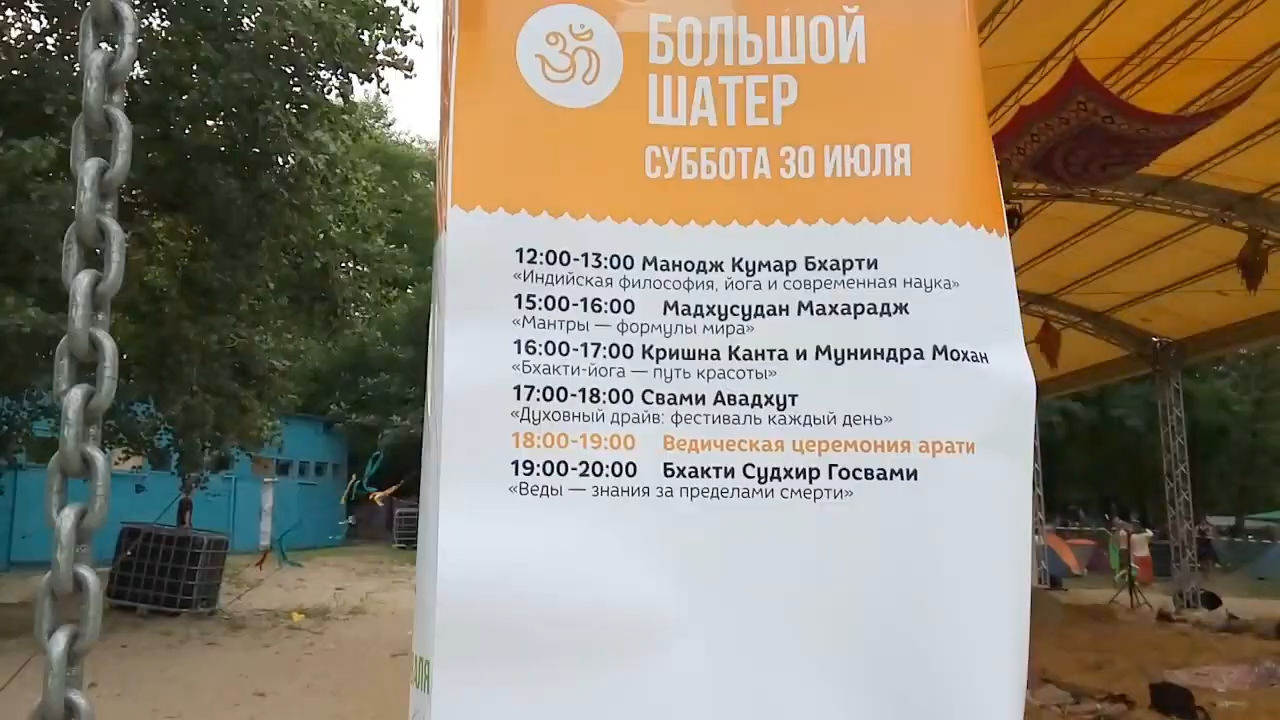 ॐ
БОЛЬШОЙ
ШАТЕР
СУББОТА 30 ИЮЛЯ
12:00-13:00 Манодж Кумар Бхарти
«Индийская философия, йога и современная наука»
15:00-16:00 Мадхусудан Махарадж
«Мантры — формулы мира»
16:00-17:00 Кришна Канта и Муниндра Мохан
«Бхакти-йога — путь красоты»
17:00-18:00 Свами Авадхут
«Духовный драйв: фестиваль каждый день»
18:00-19:00 Ведическая церемония арати
19:00-20:00 Бхакти Судхир Госвами
«Веды — знания за пределами смерти»